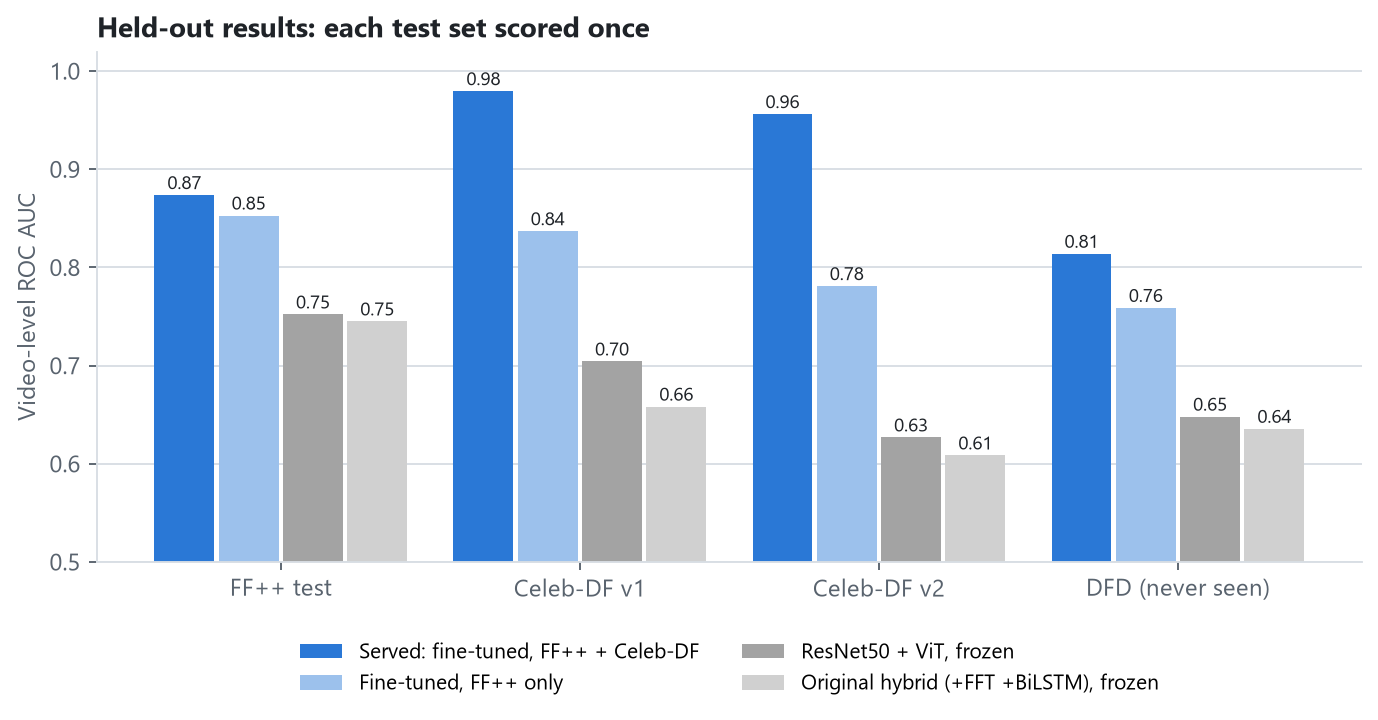 Held-out results: each test set scored once
Video-level ROC AUC
1.0
0.9
0.8
0.7
0.6
0.5
0.87
0.85
0.75
0.75
0.98
0.84
0.70
0.66
0.96
0.78
0.63
0.61
0.81
0.76
0.65
0.64
FF++ test
Celeb-DF v1
Celeb-DF v2
DFD (never seen)
Served: fine-tuned, FF++ + Celeb-DF
Fine-tuned, FF++ only
ResNet50 + ViT, frozen
Original hybrid (+FFT +BiLSTM), frozen